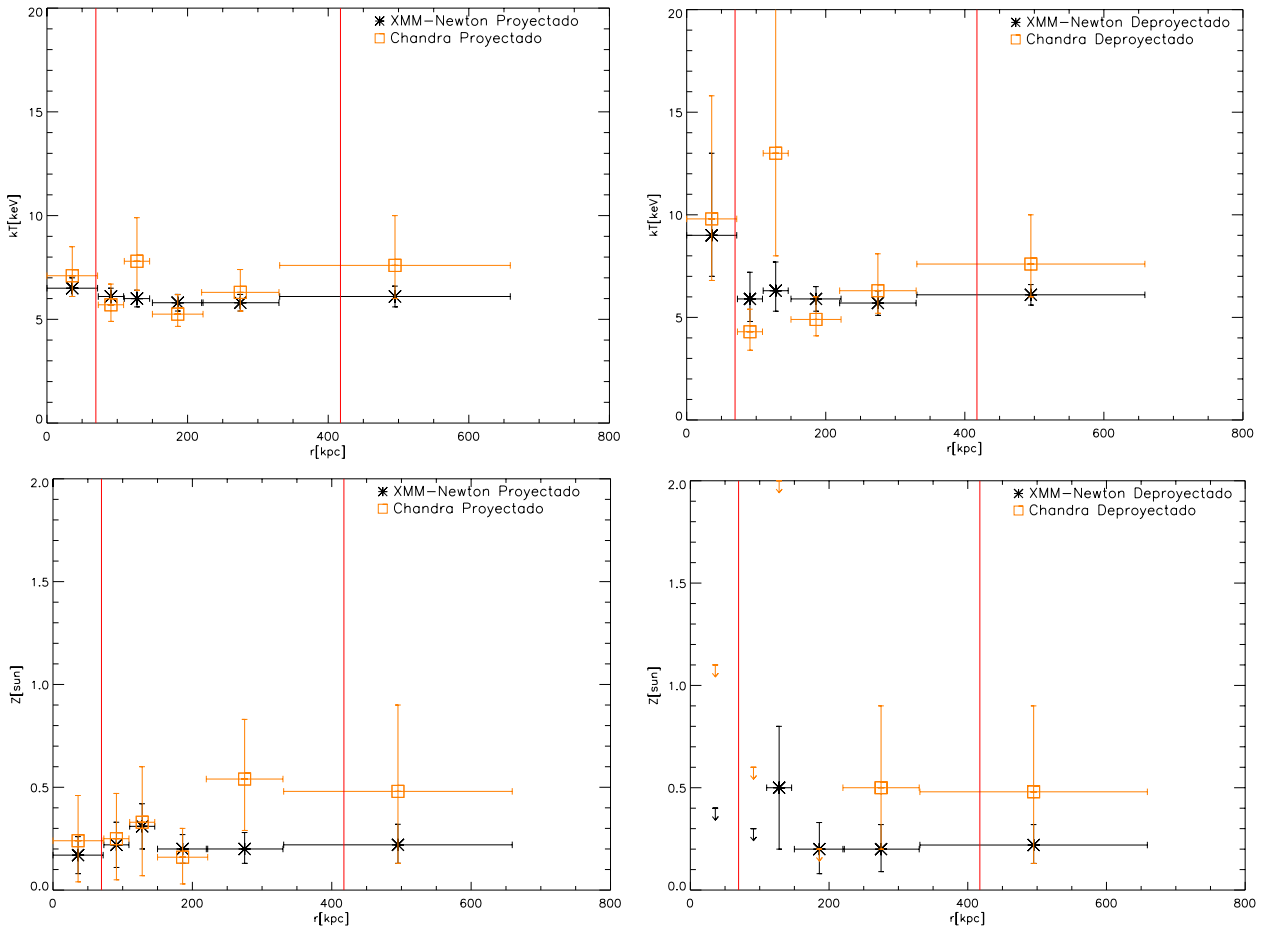 XMM-Newton Proyectado
Chandra Proyectado
kT[keV]
20
15
10
5
0
0 200 400 600 800
r[kpc]
XMM-Newton Deproyectado
Chandra Deproyectado
kT[keV]
20
15
10
5
0
0 200 400 600 800
r[kpc]
XMM-Newton Proyectado
Chandra Proyectado
Z[sun]
2.0
1.5
1.0
0.5
0.0
0 200 400 600 800
r[kpc]
XMM-Newton Deproyectado
Chandra Deproyectado
Z[sun]
2.0
1.5
1.0
0.5
0.0
0 200 400 600 800
r[kpc]